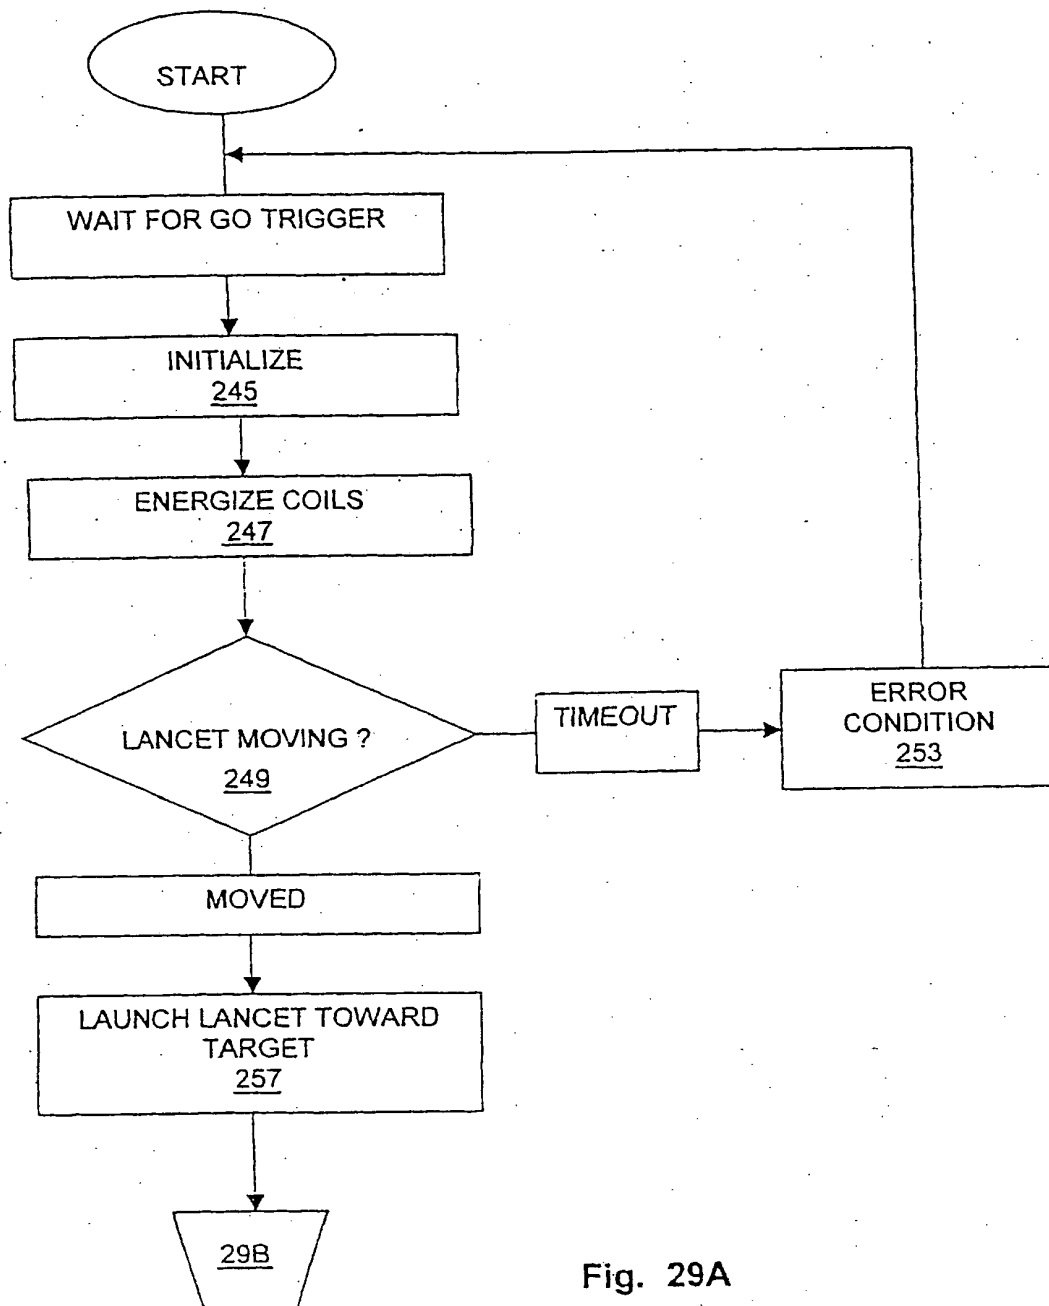 START
WAIT FOR GO TRIGGER
INITIALIZE
245
ENERGIZE COILS
247
LANCET MOVING ?
249
TIMEOUT
ERROR
CONDITION
253
MOVED
LAUNCH LANCET TOWARD
TARGET
257
29B
Fig. 29A